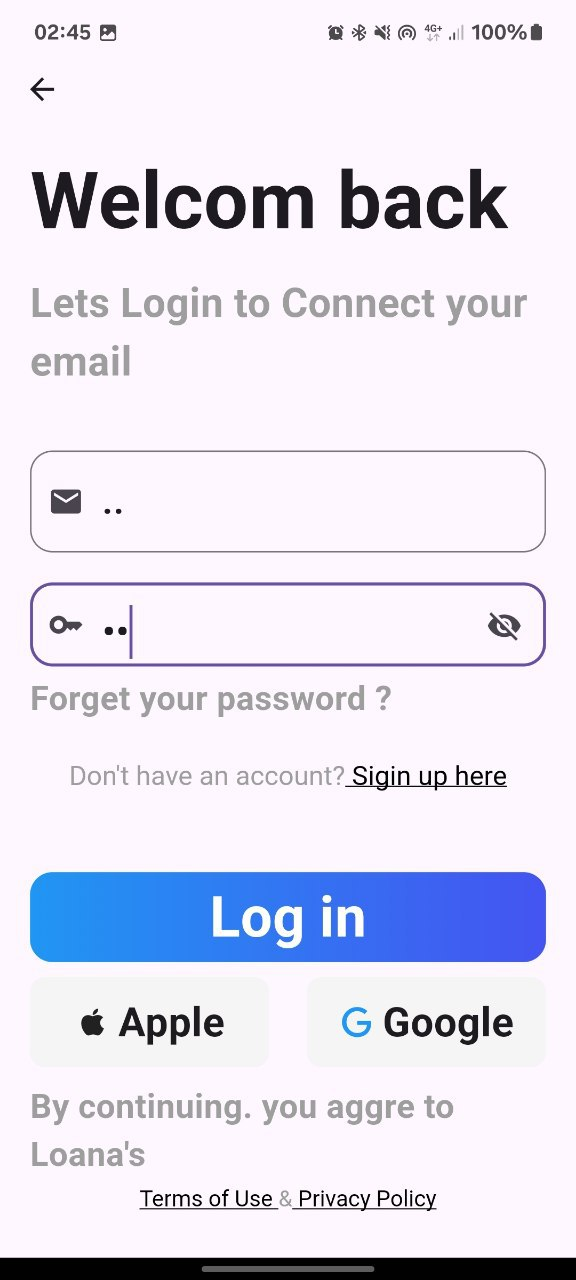 02:45 4G+ 100%
Welcom back
Lets Login to Connect your
email
..
••
Forget your password ?
Don't have an account? Sigin up here
Log in
Apple Google
By continuing. you aggre to
Loana's
Terms of Use & Privacy Policy